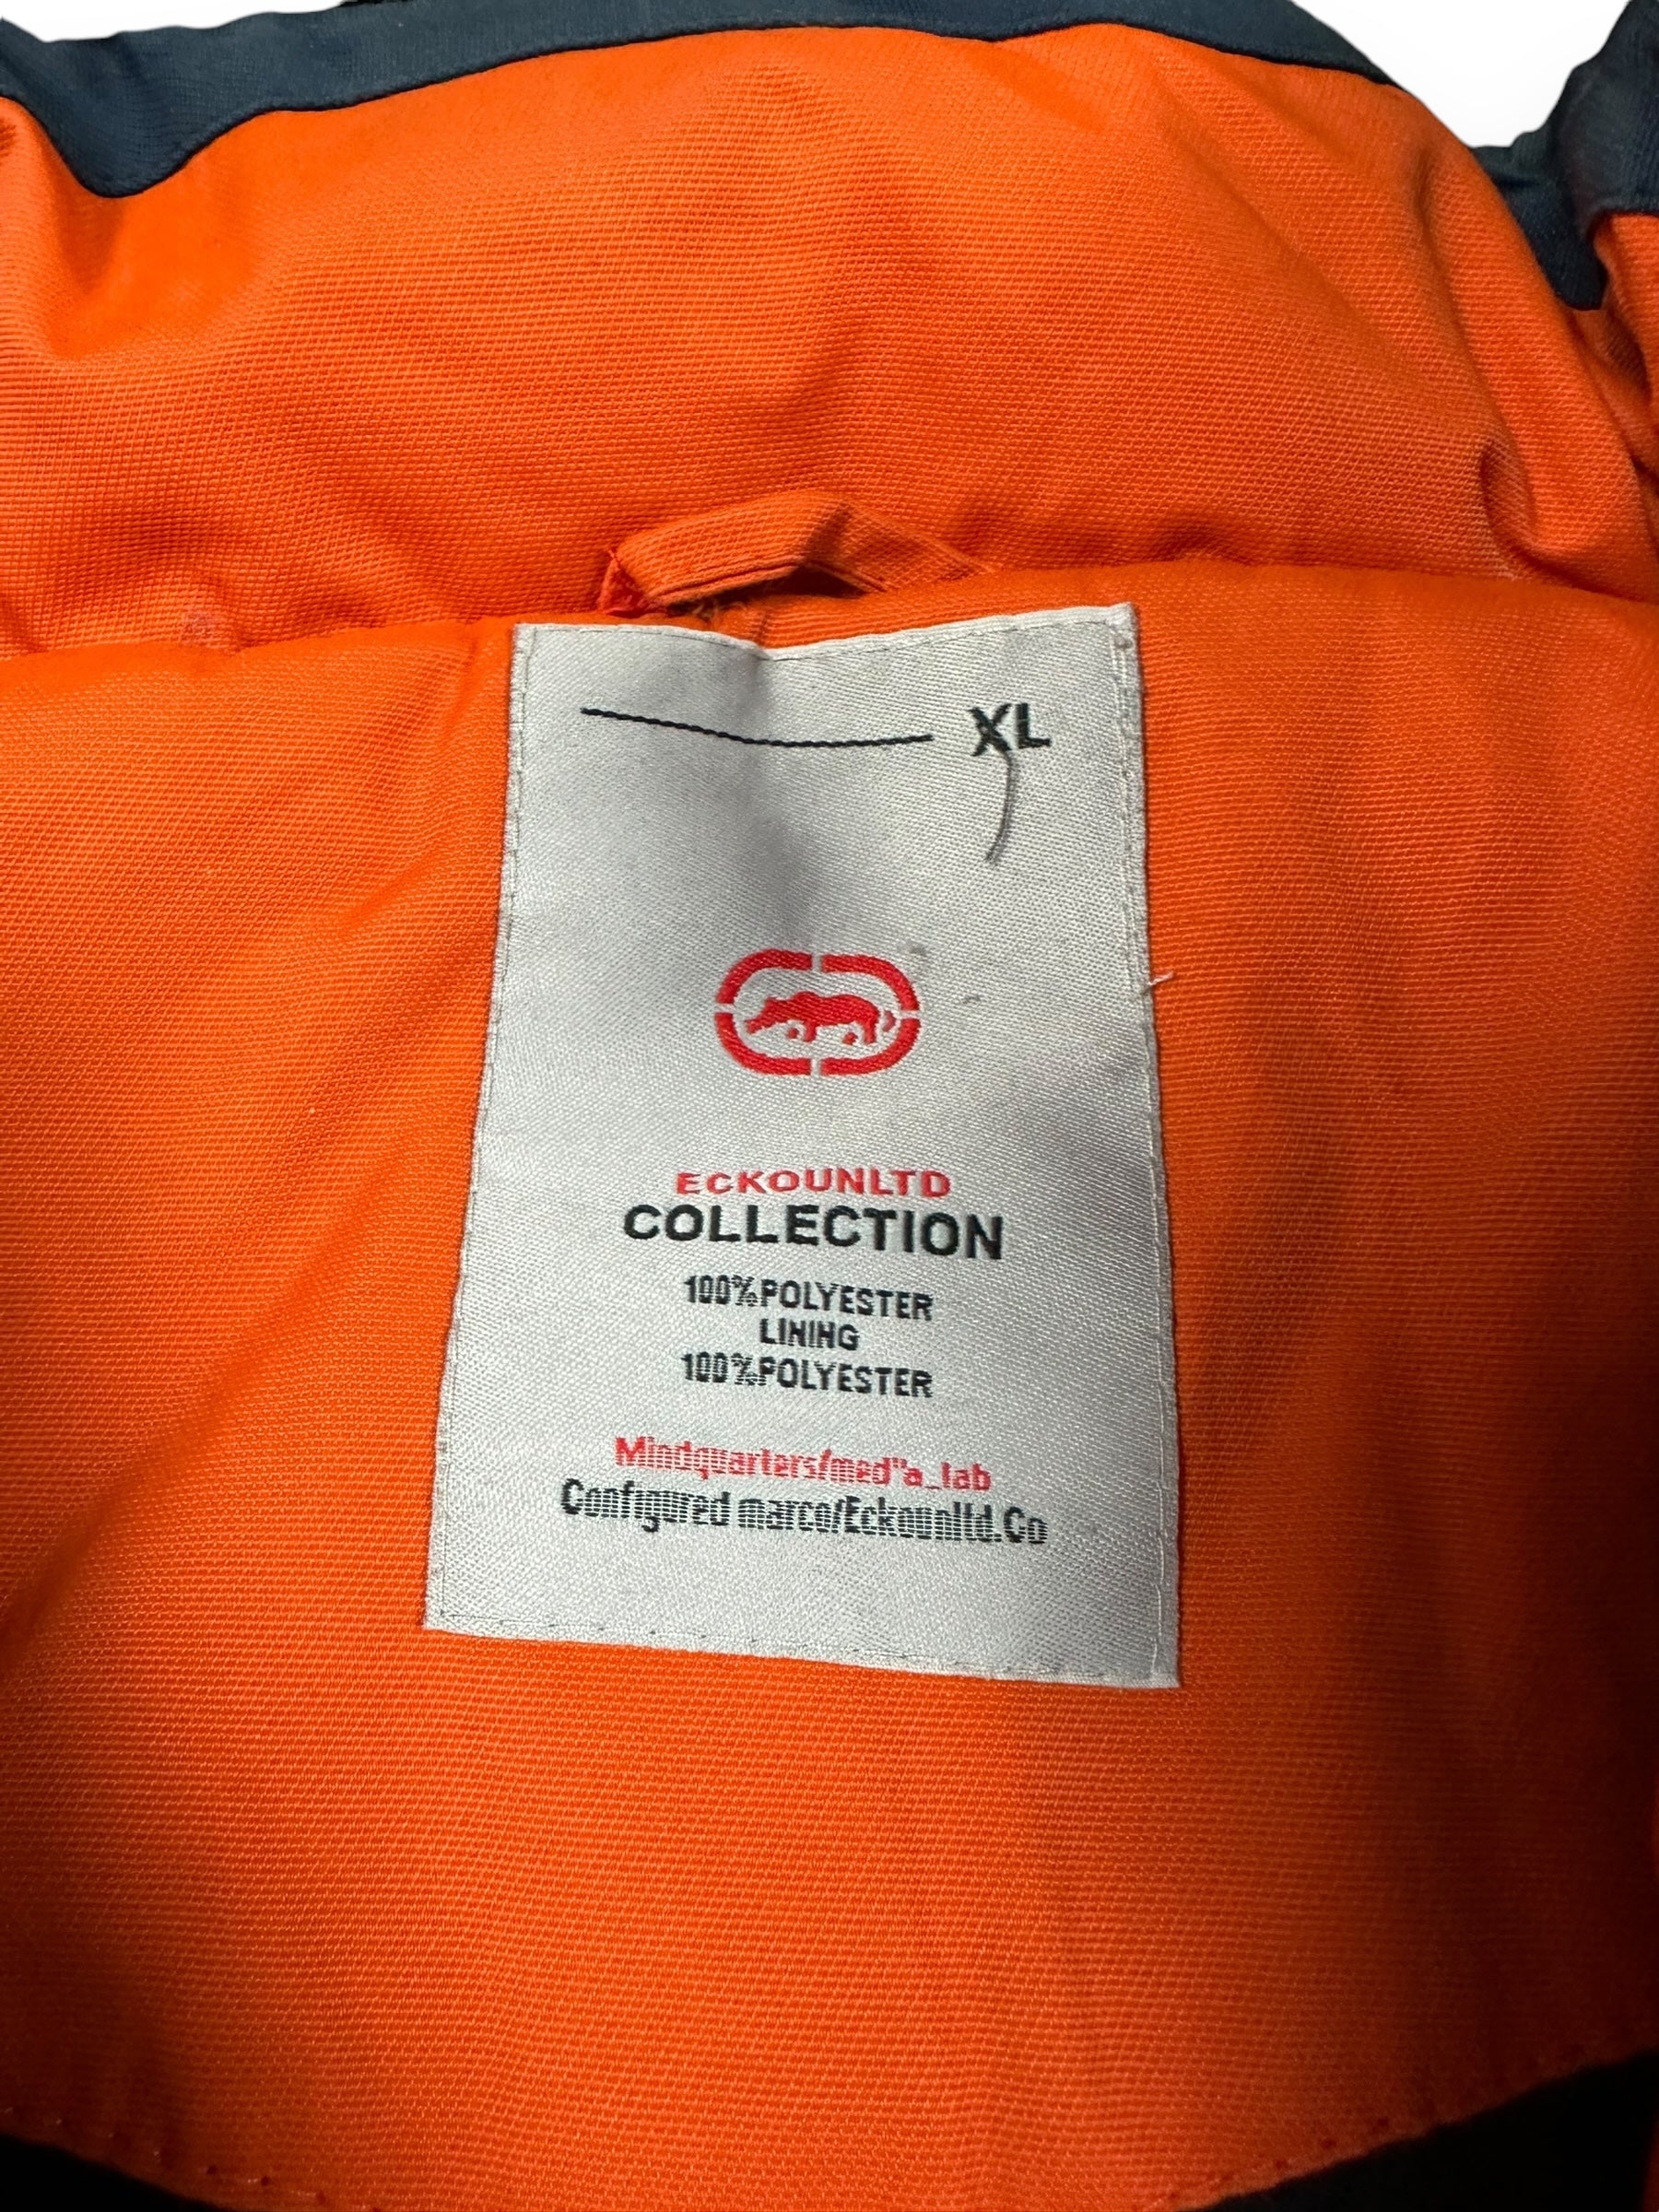 XL
ECKOUNLTD
COLLECTION
100%POLYESTER
LINING
100%POLYESTER
Mindquarters/med"a_lab
Configured marco/Eckounltd.Co